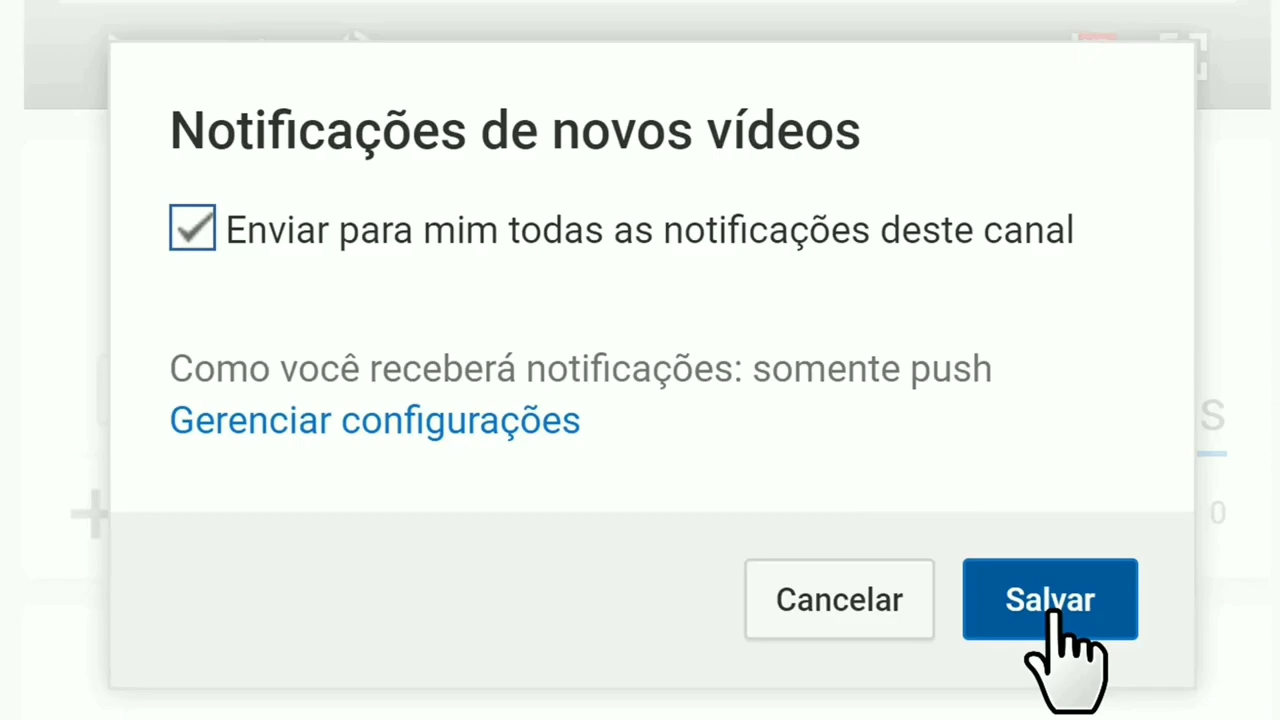 Notificações de novos vídeos
Enviar para mim todas as notificações deste canal
Como você receberá notificações: somente push
Gerenciar configurações
S
0
Cancelar
Salvar